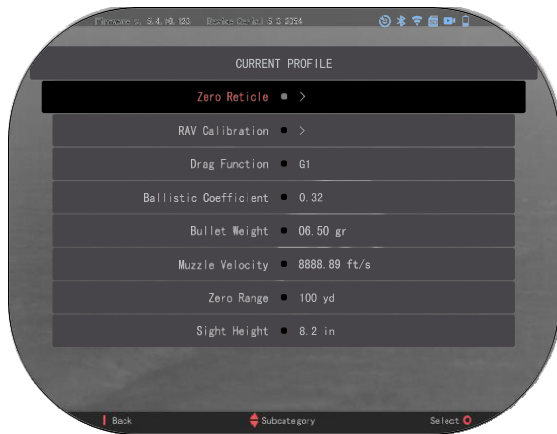 CURRENT PROFILE
Zero Reticle >
RAV Calibration >
Drag Function G1
Ballistic Coefficient 0.32
Bullet Weight 06.50 gr
Muzzle Velocity 8888.89 ft/s
Zero Range 100 yd
Sight Height 8.2 in
Back Subcategory Select